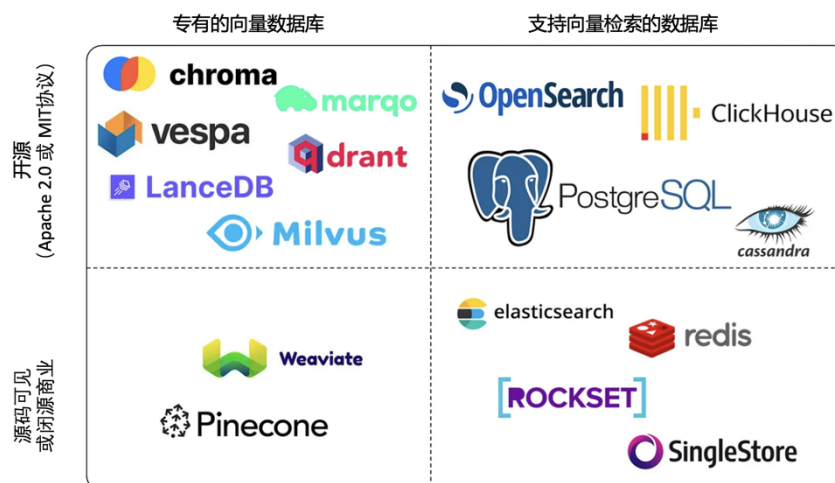 专有的向量数据库
支持向量检索的数据库
开源
(Apache 2.0 或 MIT协议)
chroma
marqo
vespa
qdrant
LanceDB
Milvus
OpenSearch
ClickHouse
PostgreSQL
cassandra
源码可见
或闭源商业
Weaviate
Pinecone
elasticsearch
redis
ROCKSET
SingleStore